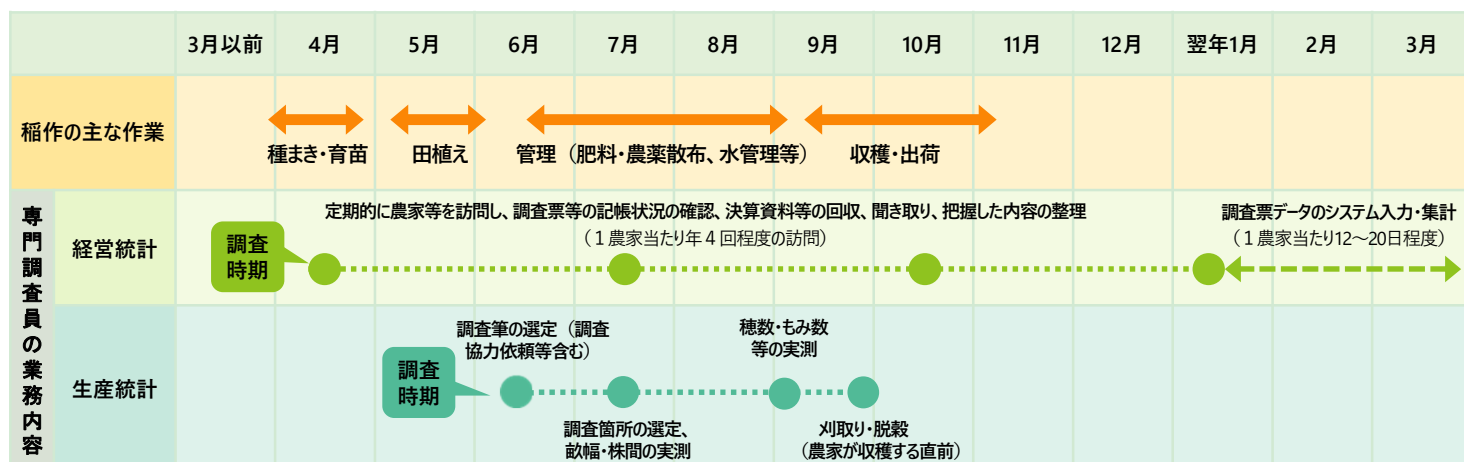 3月以前 4月 5月 6月 7月 8月 9月 10月 11月 12月 翌年1月 2月 3月
稲作の主な作業
種まき・育苗 田植え 管理（肥料・農薬散布、水管理等） 収穫・出荷
専門調査員の業務内容
経営統計
調査
時期
定期的に農家等を訪問し、調査票等の記帳状況の確認、決算資料等の回収、聞き取り、把握した内容の整理
（１農家当たり年４回程度の訪問）
調査票データのシステム入力・集計
（１農家当たり12～20日程度）
生産統計
調査
時期
調査筆の選定（調査
協力依頼等含む）
調査箇所の選定、
畝幅・株間の実測
穂数・もみ数
等の実測
刈取り・脱穀
（農家が収穫する直前）